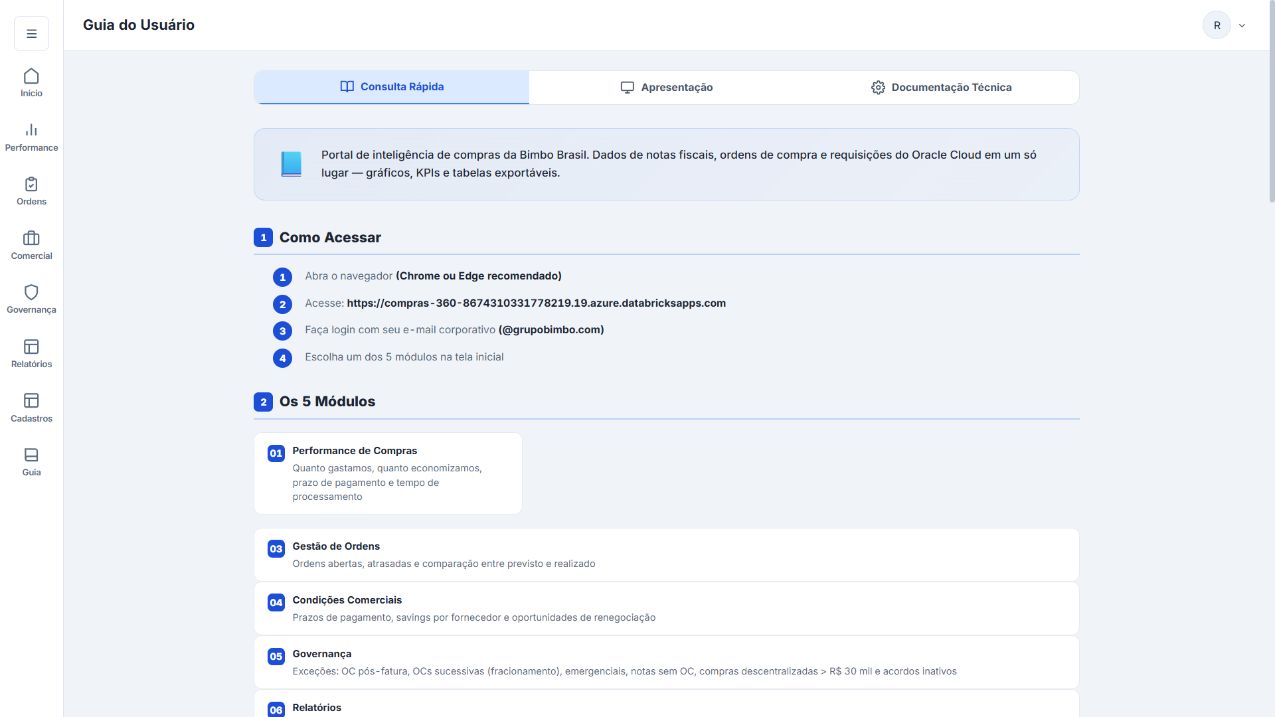 Guia do Usuário
R
Início
Performance
Ordens
Comercial
Governança
Relatórios
Cadastros
Guia
Consulta Rápida
Apresentação
Documentação Técnica
Portal de inteligência de compras da Bimbo Brasil. Dados de notas fiscais, ordens de compra e requisições do Oracle Cloud em um só
lugar — gráficos, KPIs e tabelas exportáveis.
1 Como Acessar
1 Abra o navegador (Chrome ou Edge recomendado)
2 Acesse: https://compras-360-8674310331778219.19.azure.databricksapps.com
3 Faça login com seu e-mail corporativo (@grupobimbo.com)
4 Escolha um dos 5 módulos na tela inicial
2 Os 5 Módulos
01 Performance de Compras
Quanto gastamos, quanto economizamos,
prazo de pagamento e tempo de
processamento
03 Gestão de Ordens
Ordens abertas, atrasadas e comparação entre previsto e realizado
04 Condições Comerciais
Prazos de pagamento, savings por fornecedor e oportunidades de renegociação
05 Governança
Exceções: OC pós-fatura, OCs sucessivas (fracionamento), emergenciais, notas sem OC, compras descentralizadas > R$ 30 mil e acordos inativos
06 Relatórios